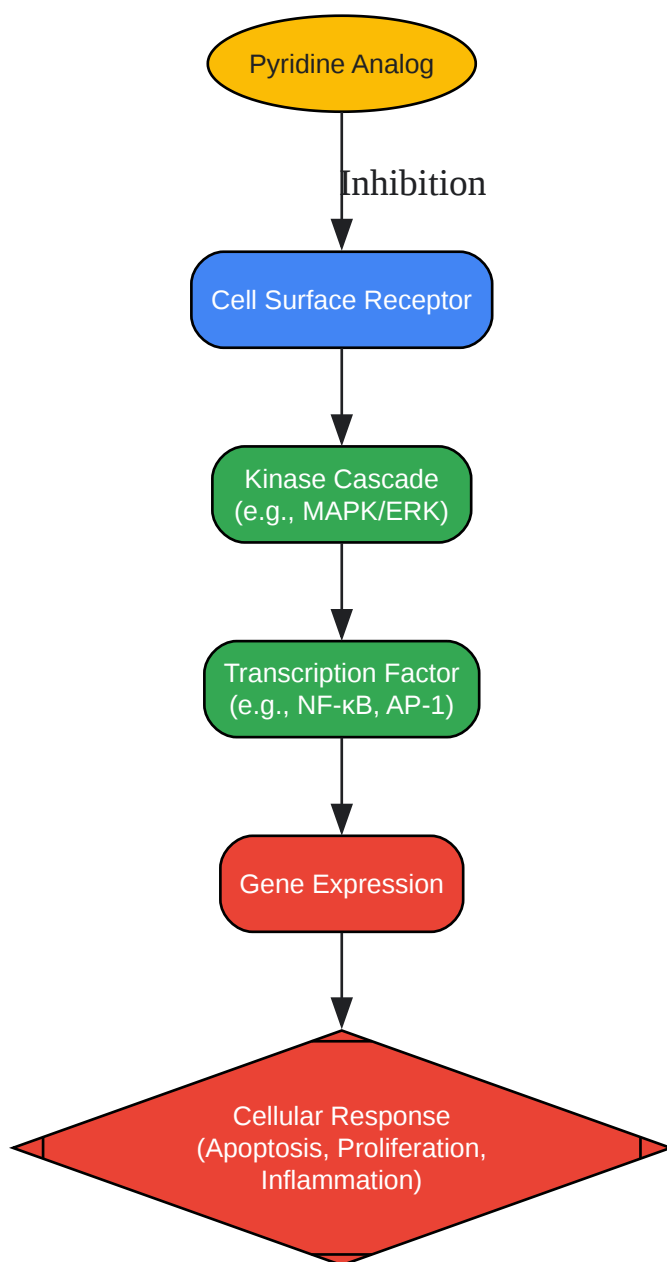 Pyridine Analog
Inhibition
Cell Surface Receptor
Kinase Cascade
(e.g., MAPK/ERK)
Transcription Factor
(e.g., NF-κB, AP-1)
Gene Expression
Cellular Response
(Apoptosis, Proliferation,
Inflammation)